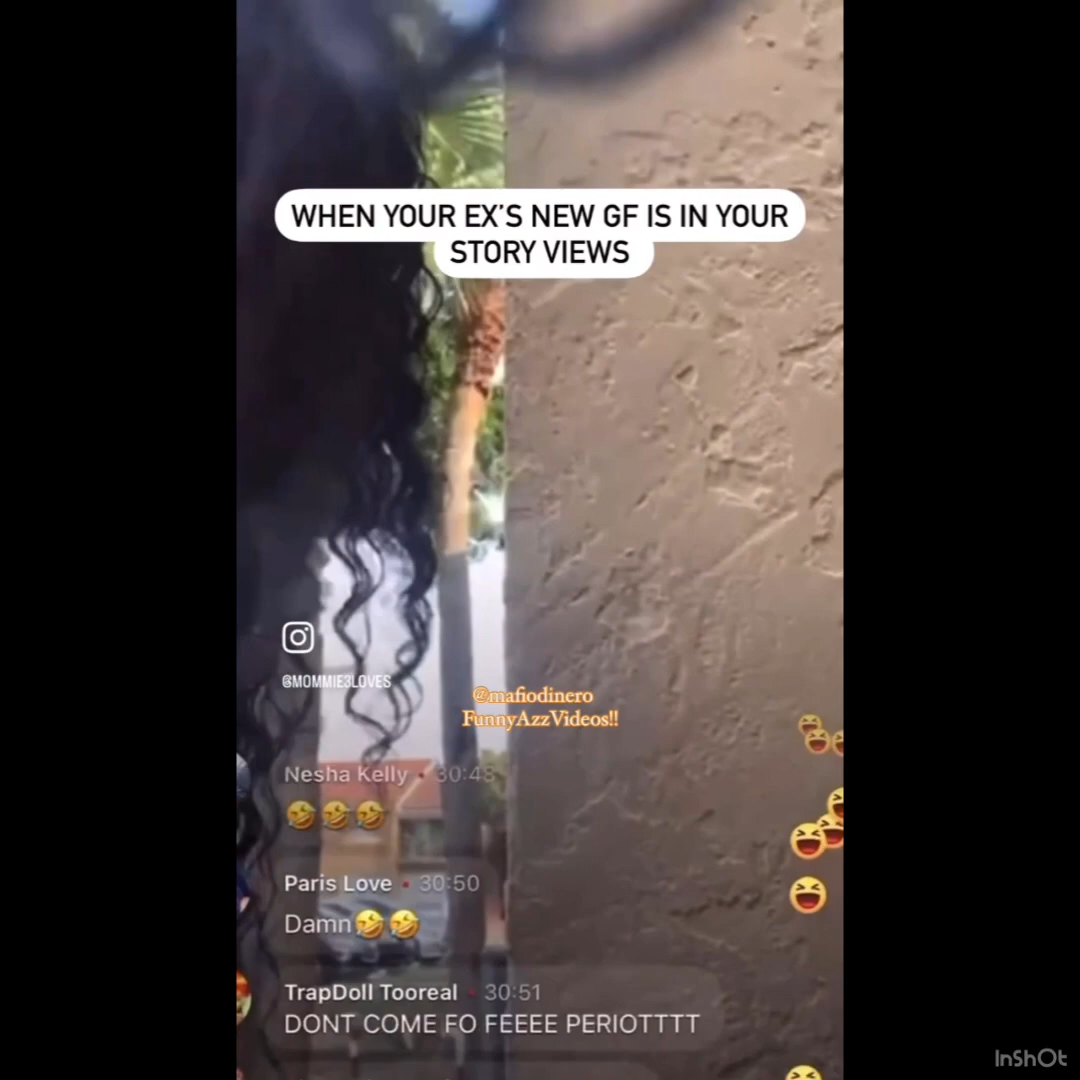 WHEN YOUR EX’S NEW GF IS IN YOUR
STORY VIEWS
@MOMMIE3LOVES
@mafiodinero
FunnyAzzVideos!!
Nesha Kelly • 30:48
🤣🤣🤣
Paris Love • 30:50
Damn🤣🤣
TrapDoll Tooreal • 30:51
DONT COME FO FEEEE PERIOTTTT
InShOt